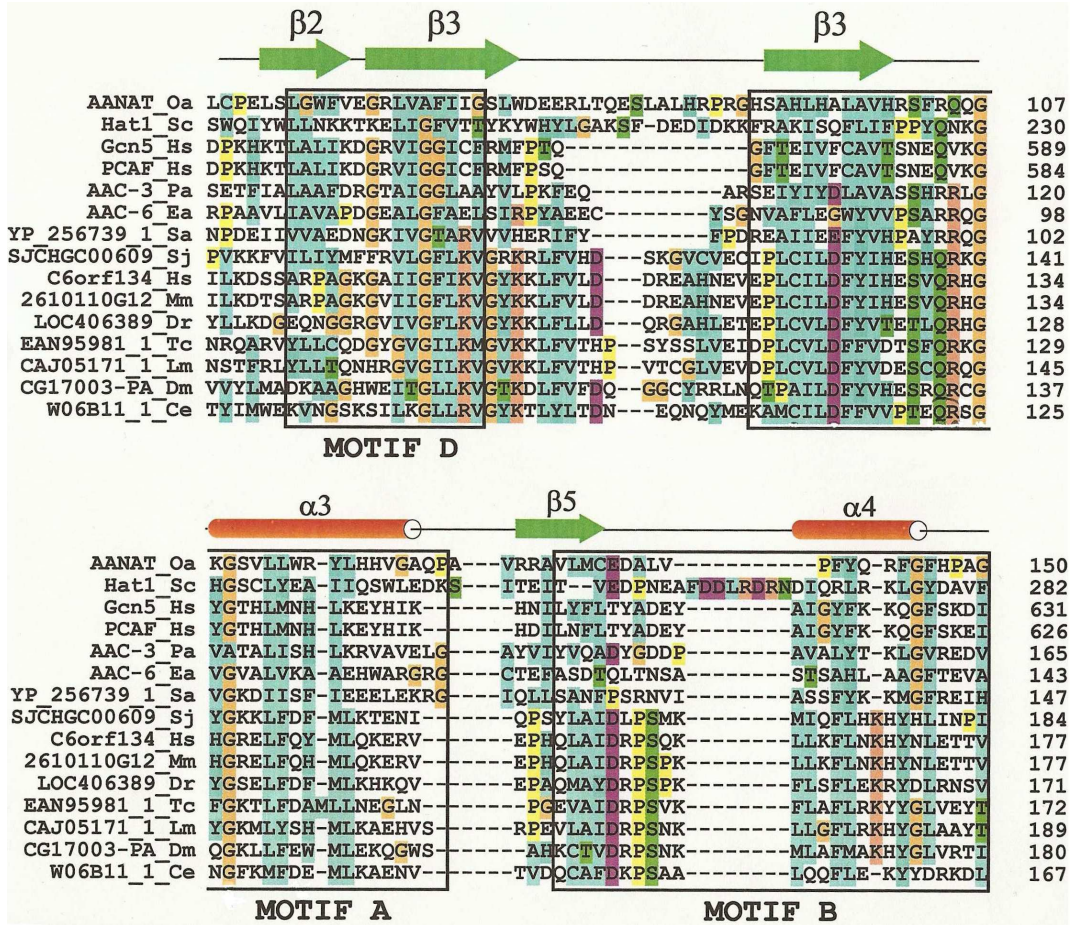 β2 β3 β3
AANAT_Oa LCPELSLGWFVEGRLVAFIIGSLWDEERLTQESLALHRPRGHSAHLHALAVHRSFRQQG 107
Hat1_Sc SWQIYWLLNKKTKELIGFVTTYKYWHYLGAKSF-DEDIDKKFRAKISQFLIFPPYQNKG 230
Gcn5_Hs DPKHKTLALIKDGRVIGGICFRMFPTQ--------------GFTEIVFCAVTSNEQVKG 589
PCAF_Hs DPKHKTLALIKDGRVIGGICFRMFPSQ--------------GFTEIVFCAVTSNEQVKG 584
AAC-3_Pa SETFIALAAFDRGTAIGGLAAYVLPKFEQ----------ARSEIYIYDLAVASSHRRLQ 120
AAC-6_Ea RPAAVLIAVAPDGEALGFAELSIRPYAEEC--------YSGNVAFLEGWYVVPSARRQG 98
YP_256739_1_Sa NPDEIIVVAEDNGKIVGTARVVVHERIFY---------FPDREAIIEEFYVHPAYRRQG 102
SJCHGC00609_Sj PVKKFVILIYMFFRVLGFLKVGRKRLFVHD---SKGVCVECIPLCILDFYIHESHQRKG 141
C6orf134_Hs ILKDSSARPAGKGAIIGFIKVGYKKLFVLD---DREAHNEVEPLCILDFYIHESVQRHG 134
2610110G12_Mm ILKDTSARPAGKGVIIGFLKVGYKKLFVLD---DREAHNEVEPLCILDFYIHESVQRHG 134
LOC406389_Dr YLLKDGEQNGGRGVIVGFLKVGYKKLFLLD---QRGAHLETEPLCVLDFYVTETLQRHG 128
EAN95981_1_Tc NRQARVYLLCQDGYGVGILKMGVKKLFVTHP--SYSSLVEIDPLCVLDFFVDTSFQRKG 129
CAJ05171_1_Lm NSTFRLYLLTQNHRGVGILKVGVKKLFVTHP--VTCGLVEVDPLCVLDFYVDESCQRQG 145
CG17003-PA_Dm VVYLMADKAAGHWEITGLLKVGTKDLFVFDQ--GGCYRRLNQTPAILDFYVHESRQRCG 137
W06B11_1_Ce TYIMWEKVNGSKSILKGLLRVGYKTLYLTDN---EQNQYMEKAMCILDFFVVPTEQRSG 125
MOTIF D
α3 β5 α4
AANAT_Oa KGSVLLWR-YLHHVGAQPA--VRRAVLMCEDALV--------PFYQ-RFGFHPAG 150
Hat1_Sc HGSCLYEA-IIQSWLEDKS--ITEIT--VEDPNEAFDDLRDRNDIQRLR-KLGYDAVF 282
Gcn5_Hs YGTHLMNH-LKEYHIK------HNILYFLTYADEY-------AIGYFK-KQGFSKDI 631
PCAF_Hs YGTHLMNH-LKEYHIK------HDILNFLTYADEY-------AIGYFK-KQGFSKEI 626
AAC-3_Pa VATALISH-LKRVAVELG----AYVIYVQADYGDDP------AVALYT-KLGVREDV 165
AAC-6_Ea VGVALVKA-AEHWARGRG----CTEFASDTQLTNSA------STSAHL-AAGFTEVA 143
YP_256739_1_Sa VGKDIISF-IEEELEKRG----IQLLSANFPSRNVI------ASSFYK-KMGFREIH 147
SJCHGC00609_Sj YGKKLFDF-MLKTENI------QPSYLAIDLPSMK-------MIQFLHKHYHLINPI 184
C6orf134_Hs HGRELFQY-MLQKERV------EPHQLAIDRPSQK-------LLKFLNKHYNLETTV 177
2610110G12_Mm HGRELFQH-MLQKERV------EPHQLAIDRPSPK-------LLKFLNKHYNLETTV 177
LOC406389_Dr YGSELFDF-MLKHKQV------EPAQMAYDRPSPK-------FLSFLEKRYDLRNSV 171
EAN95981_1_Tc FGKTLFDAMLLNEGLN------PGEVAIDRPSVK-------FLAFLRKYYGLVEYT 172
CAJ05171_1_Lm YGKMLYSH-MLKAEHVS-----RPEVLAIDRPSNK-------LLGFLRKHYGLAAYT 189
CG17003-PA_Dm QGKLLFEW-MLEKQGWS-----AHKCTVDRPSNK-------MLAFMAKHYGLVRTI 180
W06B11_1_Ce NGFKMFDE-MLKAENV------TVDQCAFDKPSAA-------LQQFLE-KYYDRKDL 167
MOTIF A MOTIF B